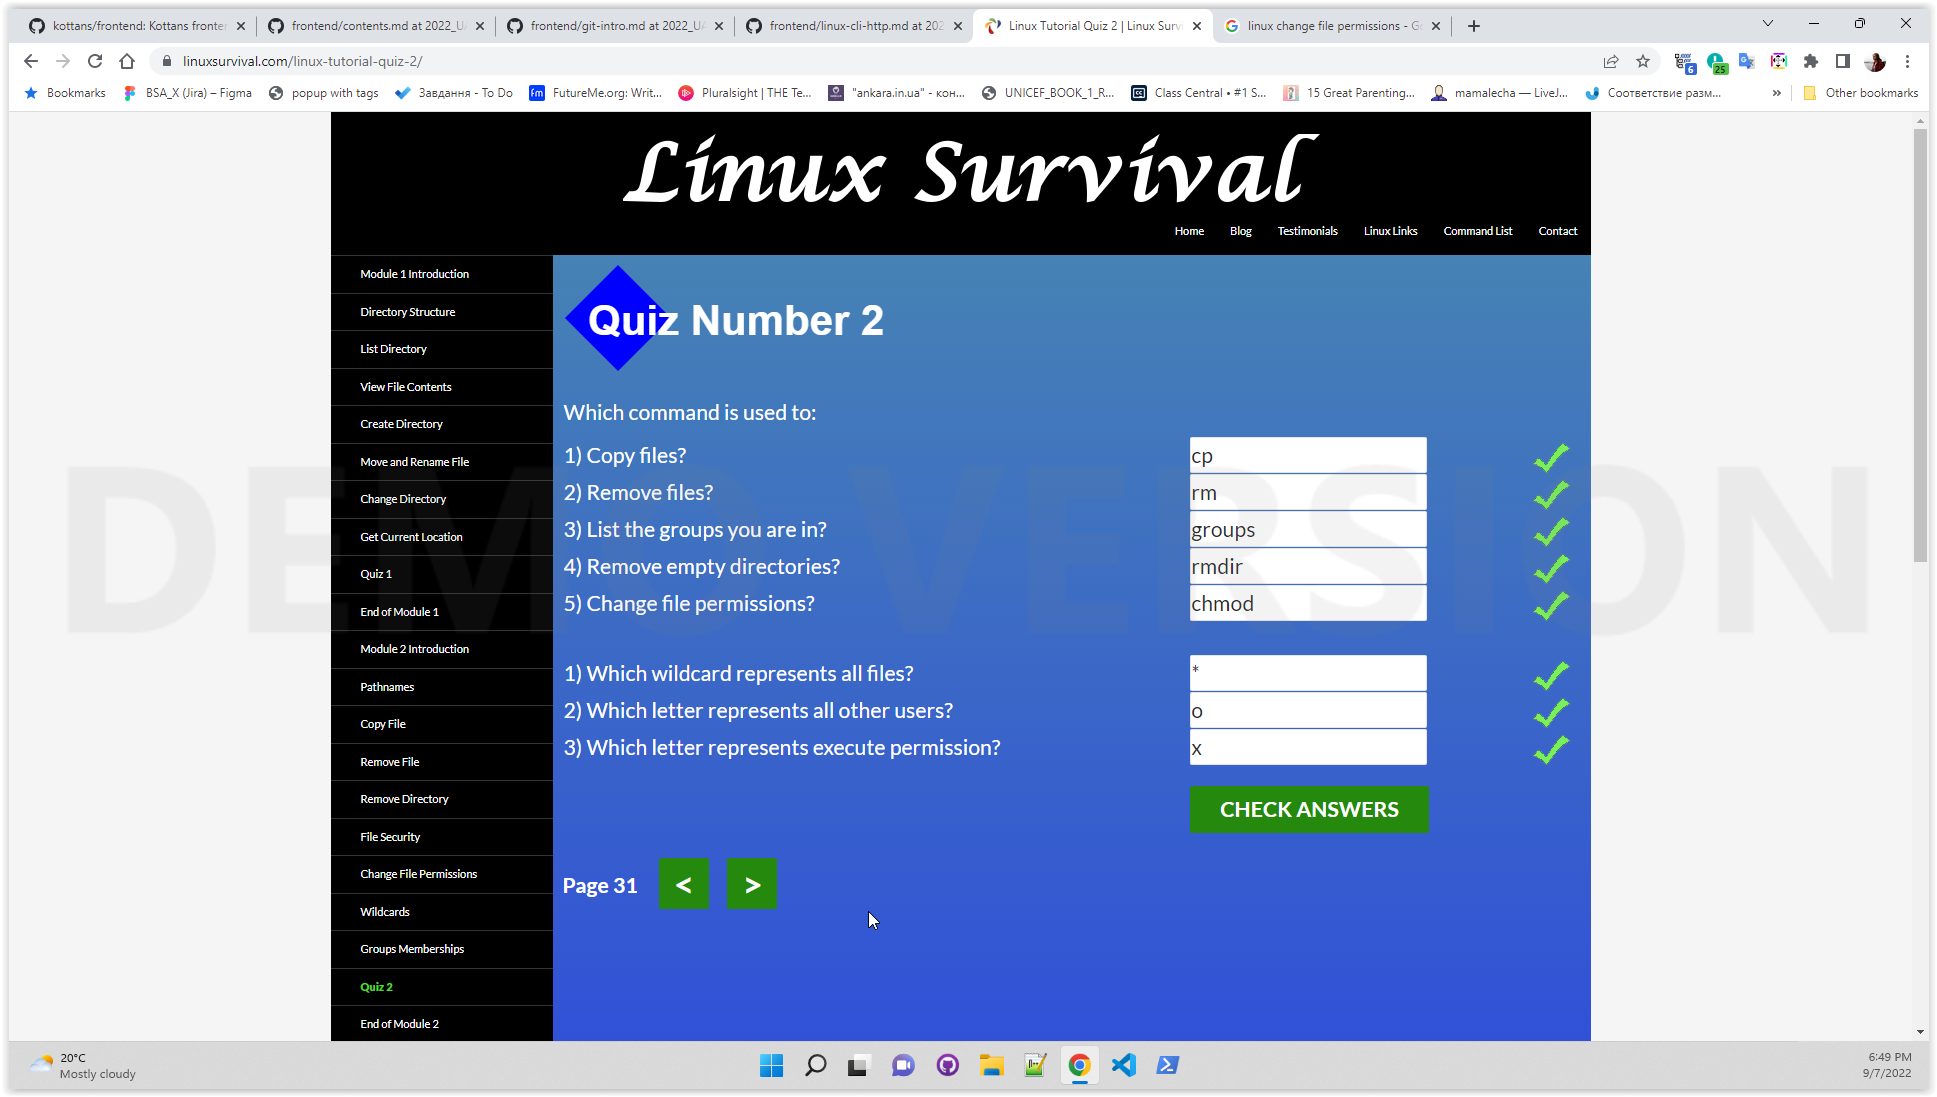 kottans/frontend: Kottans fronte
frontend/contents.md at 2022_U
frontend/git-intro.md at 2022_UA
frontend/linux-cli-http.md at 202
Linux Tutorial Quiz 2 | Linux Surv
linux change file permissions - G
linuxsurvival.com/linux-tutorial-quiz-2/
6
25
Bookmarks
BSA_X (Jira) – Figma
popup with tags
Завдання - To Do
fm
FutureMe.org: Writ...
Pluralsight | THE Te...
"ankara.in.ua" - кон...
UNICEF_BOOK_1_R...
Class Central • #1 S...
15 Great Parenting...
mamalecha — LiveJ...
Соответствие разм...
»
Other bookmarks
Linux Survival
Home
Blog
Testimonials
Linux Links
Command List
Contact
Module 1 Introduction
Directory Structure
List Directory
View File Contents
Create Directory
Move and Rename File
Change Directory
Get Current Location
Quiz 1
End of Module 1
Module 2 Introduction
Pathnames
Copy File
Remove File
Remove Directory
File Security
Change File Permissions
Wildcards
Groups Memberships
Quiz 2
End of Module 2
Quiz Number 2
Which command is used to:
1) Copy files? cp
2) Remove files? rm
3) List the groups you are in? groups
4) Remove empty directories? rmdir
5) Change file permissions? chmod
1) Which wildcard represents all files? *
2) Which letter represents all other users? o
3) Which letter represents execute permission? x
CHECK ANSWERS
Page 31 < >
DEMO VERSION
20°C
Mostly cloudy
6:49 PM
9/7/2022